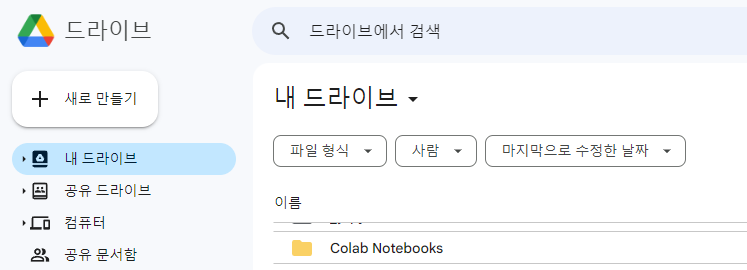 드라이브
드라이브에서 검색
새로 만들기
내 드라이브
공유 드라이브
컴퓨터
공유 문서함
내 드라이브
파일 형식
사람
마지막으로 수정한 날짜
이름
Colab Notebooks